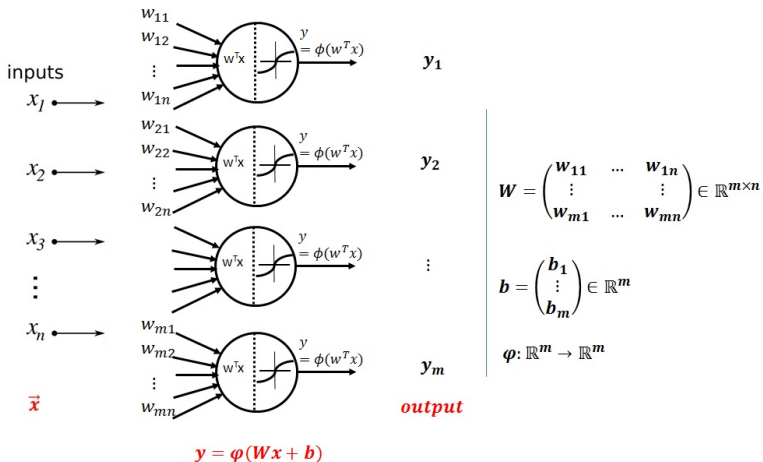 inputs
x₁
x₂
x₃
⋮
xₙ
x⃗
w₁₁
w₁₂
⋮
w₁ₙ
wᵀx
y
= ϕ(wᵀx)
w₂₁
w₂₂
⋮
w₂ₙ
wᵀx
y
= ϕ(wᵀx)
wᵀx
y
= ϕ(wᵀx)
wₘ₁
wₘ₂
⋮
wₘₙ
wᵀx
y
= ϕ(wᵀx)
y₁
y₂
⋮
yₘ
output
y = φ(Wx + b)
W = (w₁₁ … w₁ₙ ⋮ ⋮ wₘ₁ … wₘₙ) ∈ ℝᵐˣⁿ
b = (b₁ ⋮ bₘ) ∈ ℝᵐ
φ: ℝᵐ → ℝᵐ